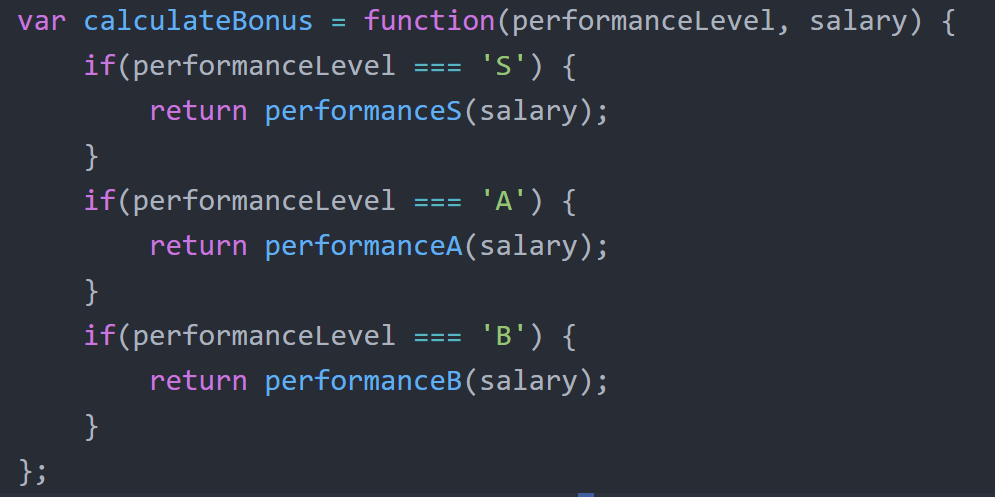 var calculateBonus = function(performanceLevel, salary) {
    if(performanceLevel === 'S') {
        return performanceS(salary);
    }
    if(performanceLevel === 'A') {
        return performanceA(salary);
    }
    if(performanceLevel === 'B') {
        return performanceB(salary);
    }
};